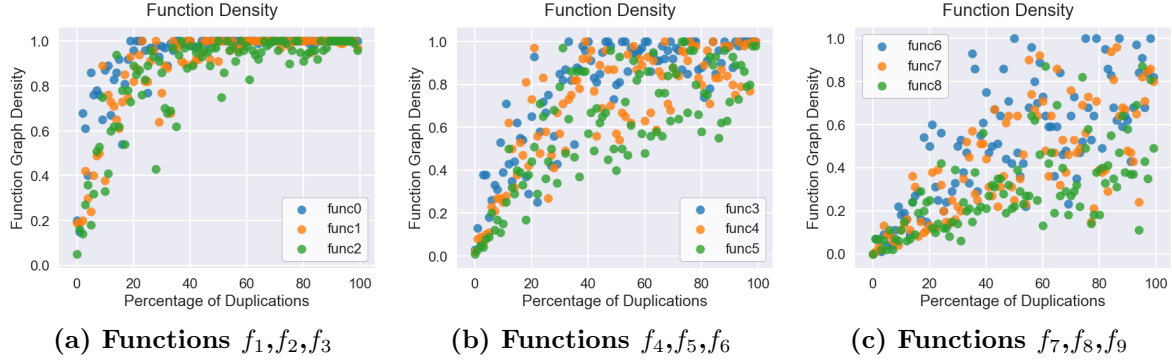 Function Density
Function Graph Density
1.0
0.8
0.6
0.4
0.2
0.0
func0
func1
func2
0 20 40 60 80 100
Percentage of Duplications
(a) Functions f1,f2,f3
Function Density
Function Graph Density
1.0
0.8
0.6
0.4
0.2
0.0
func3
func4
func5
0 20 40 60 80 100
Percentage of Duplications
(b) Functions f4,f5,f6
Function Density
Function Graph Density
1.0
0.8
0.6
0.4
0.2
0.0
func6
func7
func8
0 20 40 60 80 100
Percentage of Duplications
(c) Functions f7,f8,f9